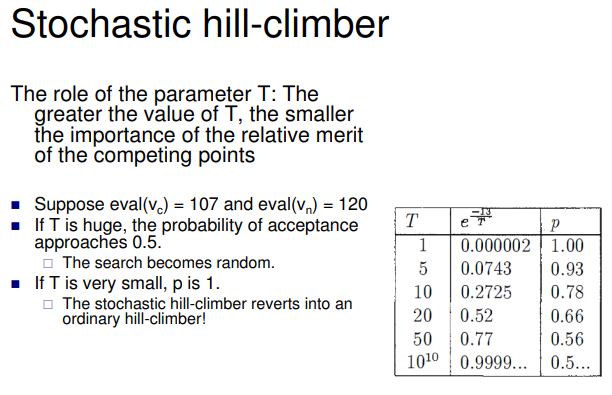 Stochastic hill-climber
The role of the parameter T: The
greater the value of T, the smaller
the importance of the relative merit
of the competing points
Suppose eval(vc) = 107 and eval(vn) = 120
If T is huge, the probability of acceptance
approaches 0.5.
The search becomes random.
If T is very small, p is 1.
The stochastic hill-climber reverts into an
ordinary hill-climber!
T e^(-13/T) p
1 0.000002 1.00
5 0.0743 0.93
10 0.2725 0.78
20 0.52 0.66
50 0.77 0.56
10^10 0.9999... 0.5...